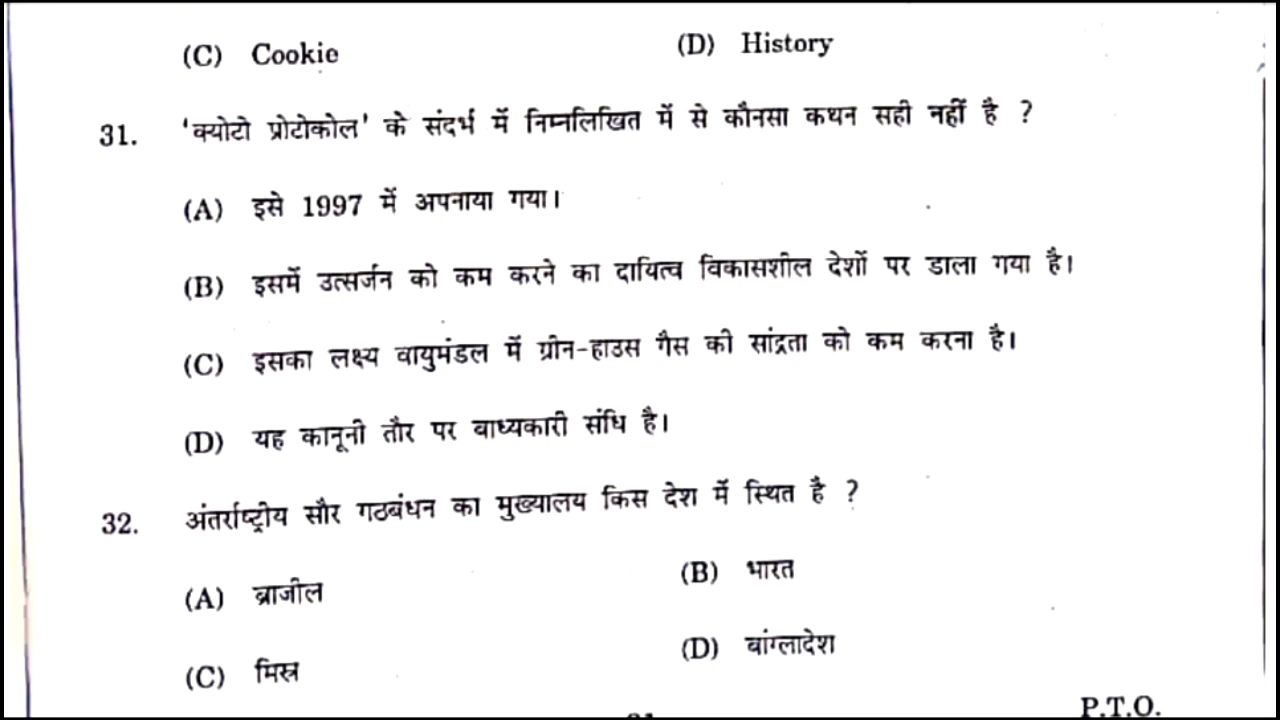 (C) Cookie (D) History
31. 'क्योटो प्रोटोकोल' के संदर्भ में निम्नलिखित में से कौनसा कथन सही नहीं है ?
(A) इसे 1997 में अपनाया गया।
(B) इसमें उत्सर्जन को कम करने का दायित्व विकासशील देशों पर डाला गया है।
(C) इसका लक्ष्य वायुमंडल में ग्रीन-हाउस गैस की सांद्रता को कम करना है।
(D) यह कानूनी तौर पर बाध्यकारी संधि है।
32. अंतर्राष्ट्रीय सौर गठबंधन का मुख्यालय किस देश में स्थित है ?
(A) ब्राजील (B) भारत
(C) मिस्र (D) बांग्लादेश
P.T.O.